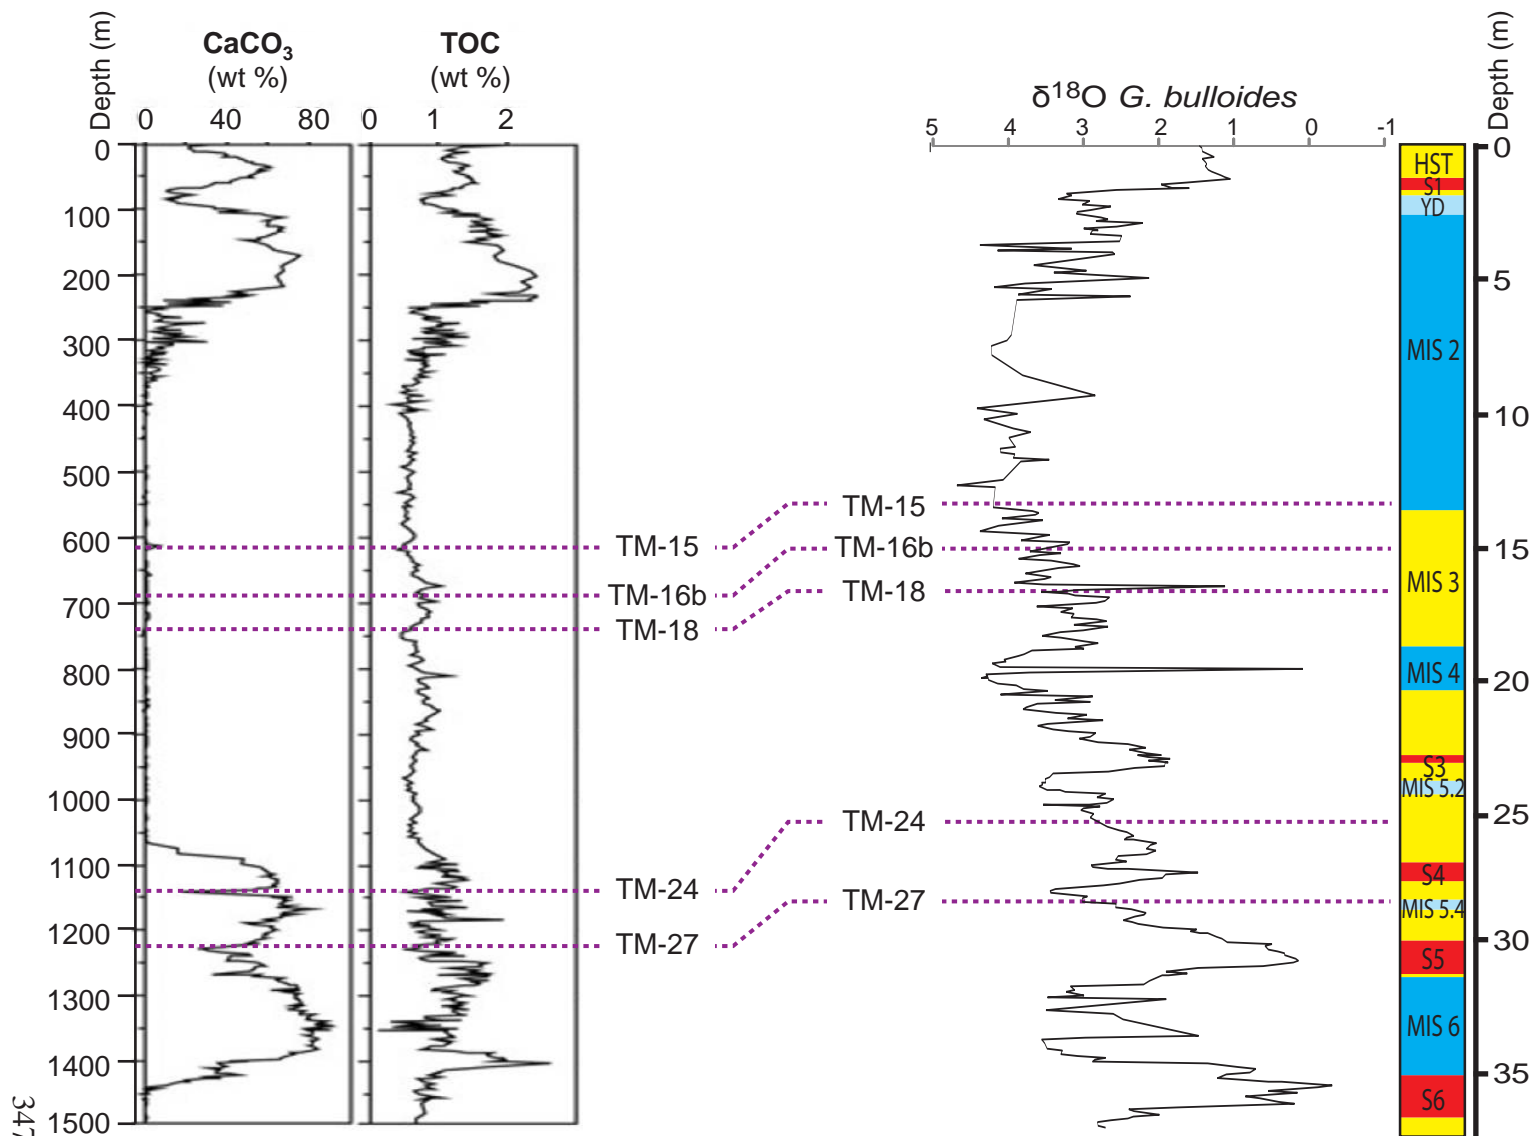 Depth (m)
CaCO3
(wt %)
0 40 80
TOC
(wt %)
0 1 2
0
100
200
300
400
500
600
700
800
900
1000
1100
1200
1300
1400
1500
347
TM-15
TM-16b
TM-18
TM-24
TM-27
δ18O G. bulloides
5 4 3 2 1 0 -1
TM-15
TM-16b
TM-18
TM-24
TM-27
HST
S1
YD
MIS 2
MIS 3
MIS 4
S3
MIS 5.2
S4
MIS 5.4
S5
MIS 6
S6
Depth (m)
0
5
10
15
20
25
30
35